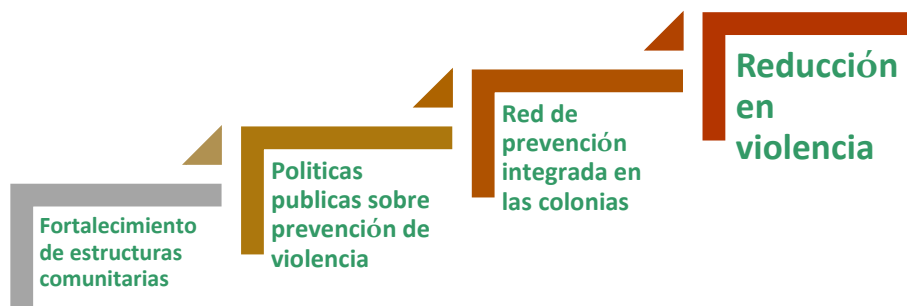 Fortalecimiento
de estructuras
comunitarias
Politicas
publicas sobre
prevención de
violencia
Red de
prevención
integrada en
las colonias
Reducción
en
violencia